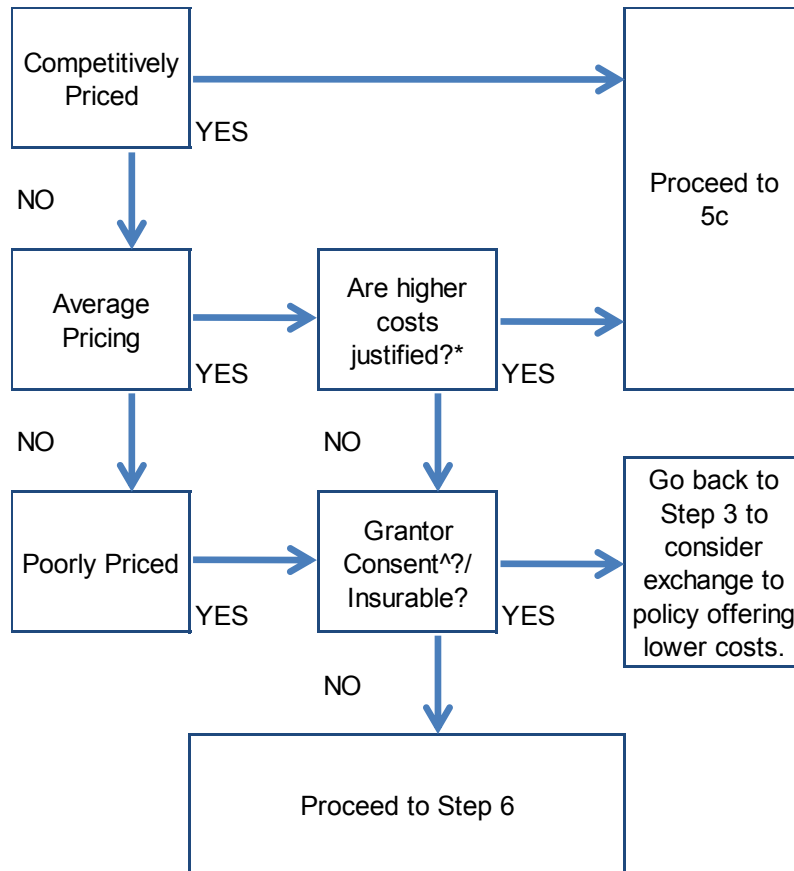 Competitively
Priced
YES
Proceed to
5c
NO
Average
Pricing
YES
Are higher
costs
justified?*
YES
NO
NO
Poorly Priced
YES
Grantor
Consent^?/
Insurable?
YES
Go back to
Step 3 to
consider
exchange to
policy offering
lower costs.
NO
Proceed to Step 6